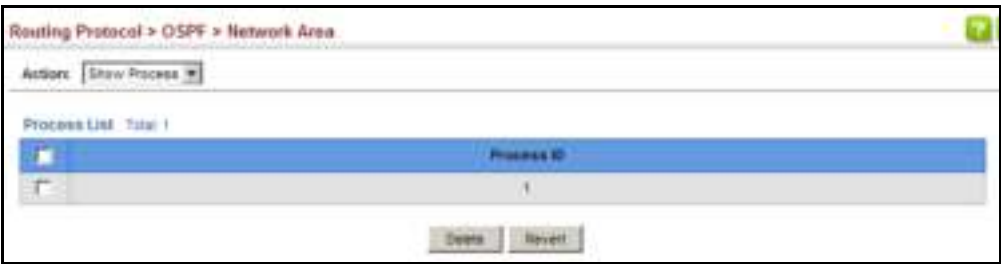 Routing Protocol > OSPF > Network Area
?
Action: Show Process
Process List Total: 1
Process ID
1
Delete Revert